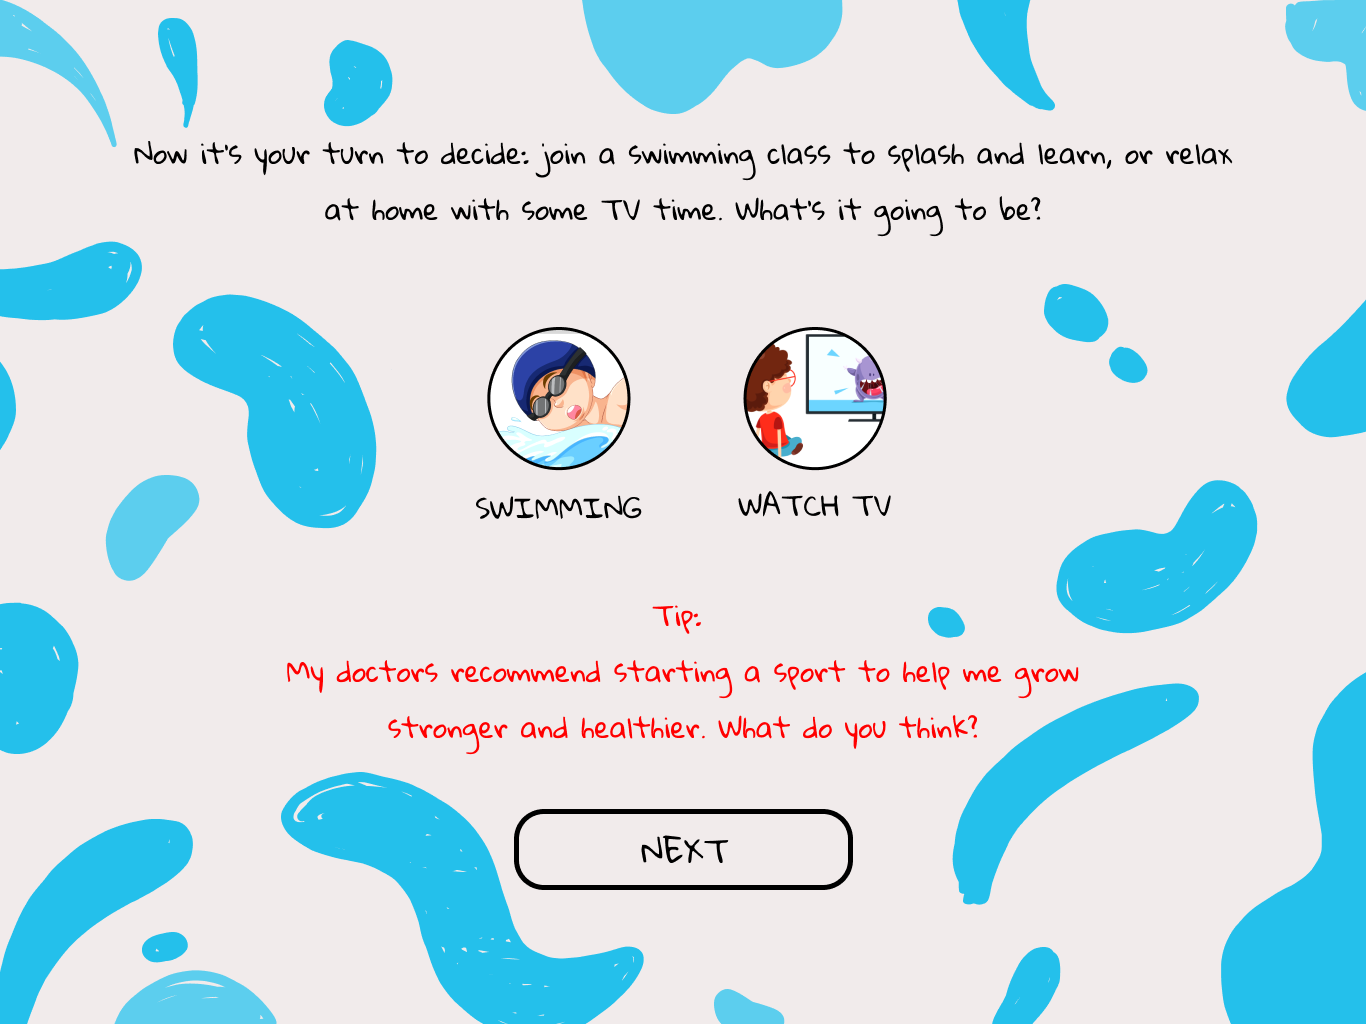 Now it's your turn to decide: join a swimming class to splash and learn, or relax
at home with some TV time. What's it going to be?
SWIMMING
WATCH TV
Tip:
My doctors recommend starting a sport to help me grow
stronger and healthier. What do you think?
NEXT